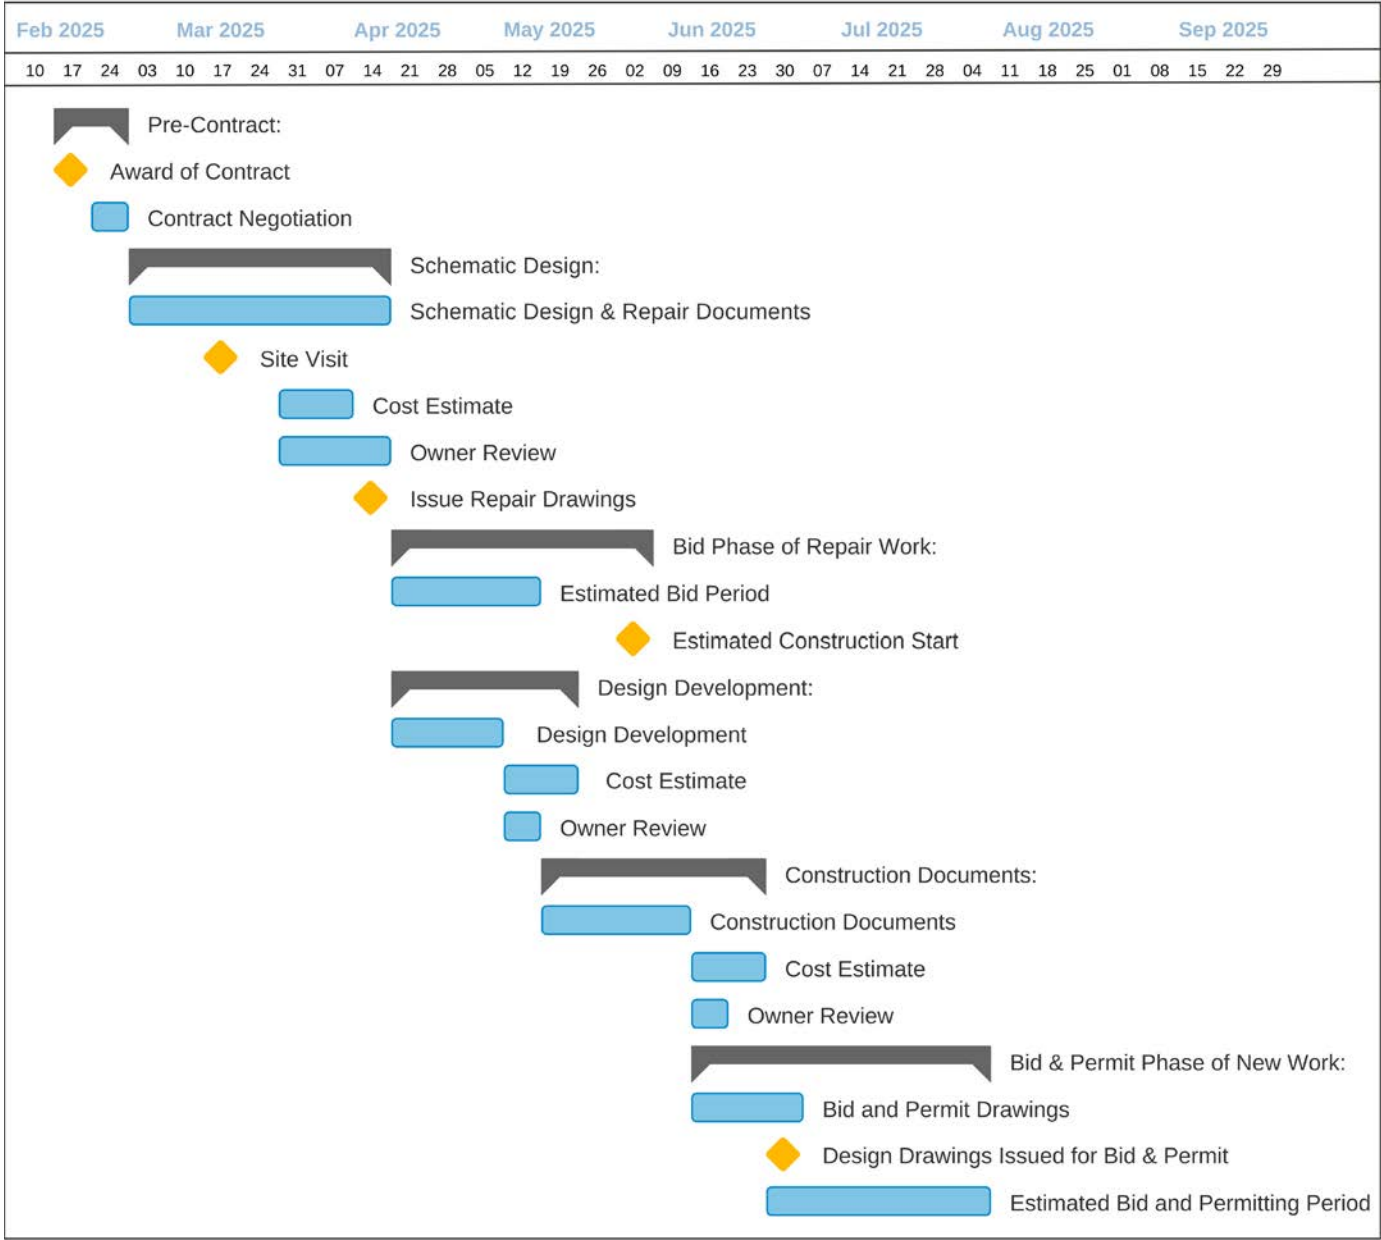 Feb 2025 Mar 2025 Apr 2025 May 2025 Jun 2025 Jul 2025 Aug 2025 Sep 2025
10 17 24 03 10 17 24 31 07 14 21 28 05 12 19 26 02 09 16 23 30 07 14 21 28 04 11 18 25 01 08 15 22 29
Pre-Contract:
Award of Contract
Contract Negotiation
Schematic Design:
Schematic Design & Repair Documents
Site Visit
Cost Estimate
Owner Review
Issue Repair Drawings
Bid Phase of Repair Work:
Estimated Bid Period
Estimated Construction Start
Design Development:
Design Development
Cost Estimate
Owner Review
Construction Documents:
Construction Documents
Cost Estimate
Owner Review
Bid & Permit Phase of New Work:
Bid and Permit Drawings
Design Drawings Issued for Bid & Permit
Estimated Bid and Permitting Period